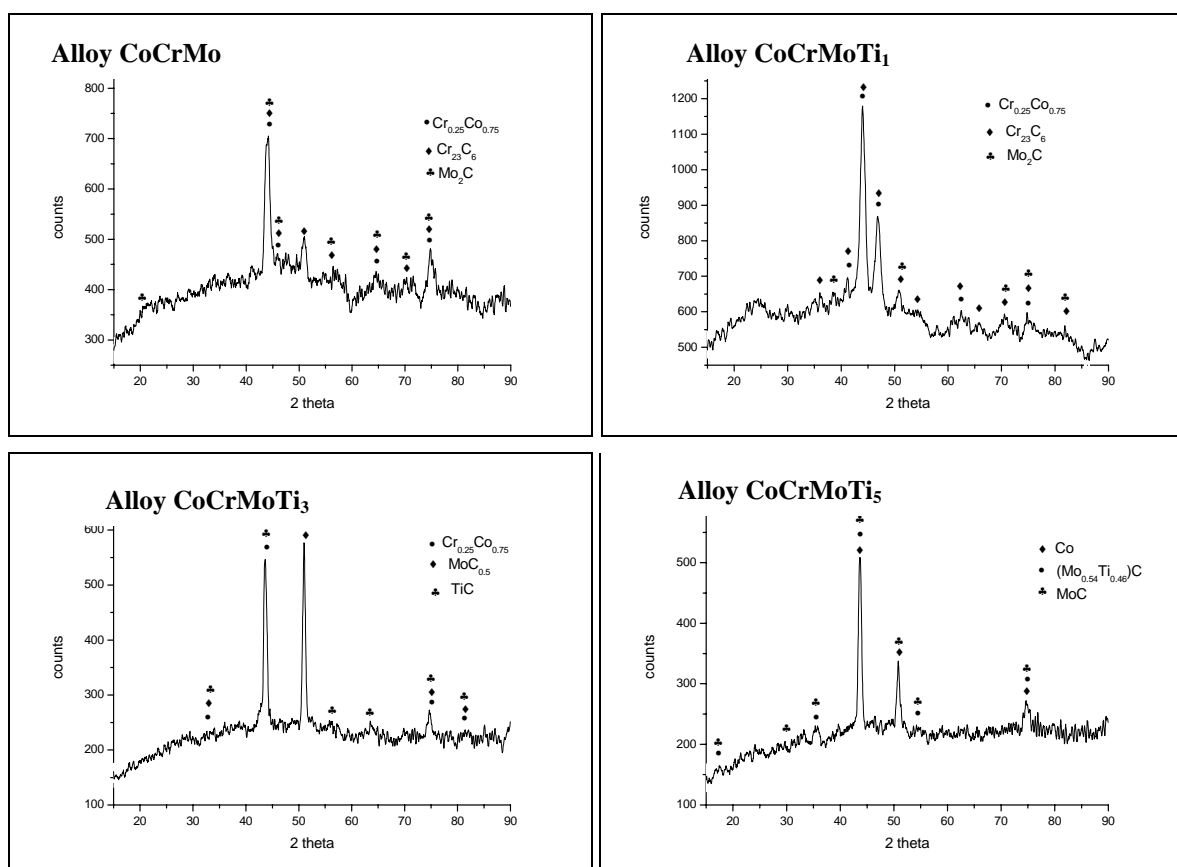 Alloy CoCrMo
800
700
600
500
400
300
counts
20 30 40 50 60 70 80 90
2 theta
♣
♦
●
♣
♦
●
♦
♣
♦
♣
♦
●
♣
♦
♣
♦
●
♣
● Cr₀.₂₅Co₀.₇₅
♦ Cr₂₃C₆
♣ Mo₂C
Alloy CoCrMoTi₁
1200
1100
1000
900
800
700
600
500
counts
20 30 40 50 60 70 80 90
2 theta
● Cr₀.₂₅Co₀.₇₅
♦ Cr₂₃C₆
♣ Mo₂C
Alloy CoCrMoTi₃
600
500
400
300
200
100
counts
20 30 40 50 60 70 80 90
2 theta
● Cr₀.₂₅Co₀.₇₅
♦ MoC₀.₅
♣ TiC
Alloy CoCrMoTi₅
500
400
300
200
100
counts
20 30 40 50 60 70 80 90
2 theta
♦ Co
● (Mo₀.₅₄Ti₀.₄₆)C
♣ MoC